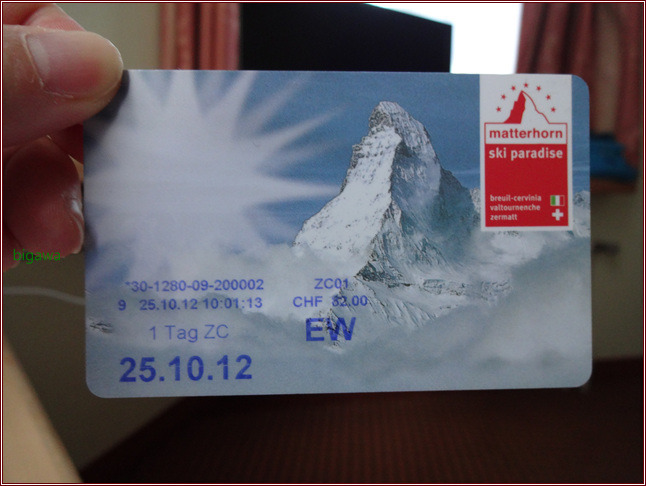 matterhorn
ski paradise
breuil-cervinia
valtournenche
zermatt
bigawa
*30-1280-09-200002 ZC01
9 25.10.12 10:01:13 CHF 82.00
1 Tag ZC EW
25.10.12